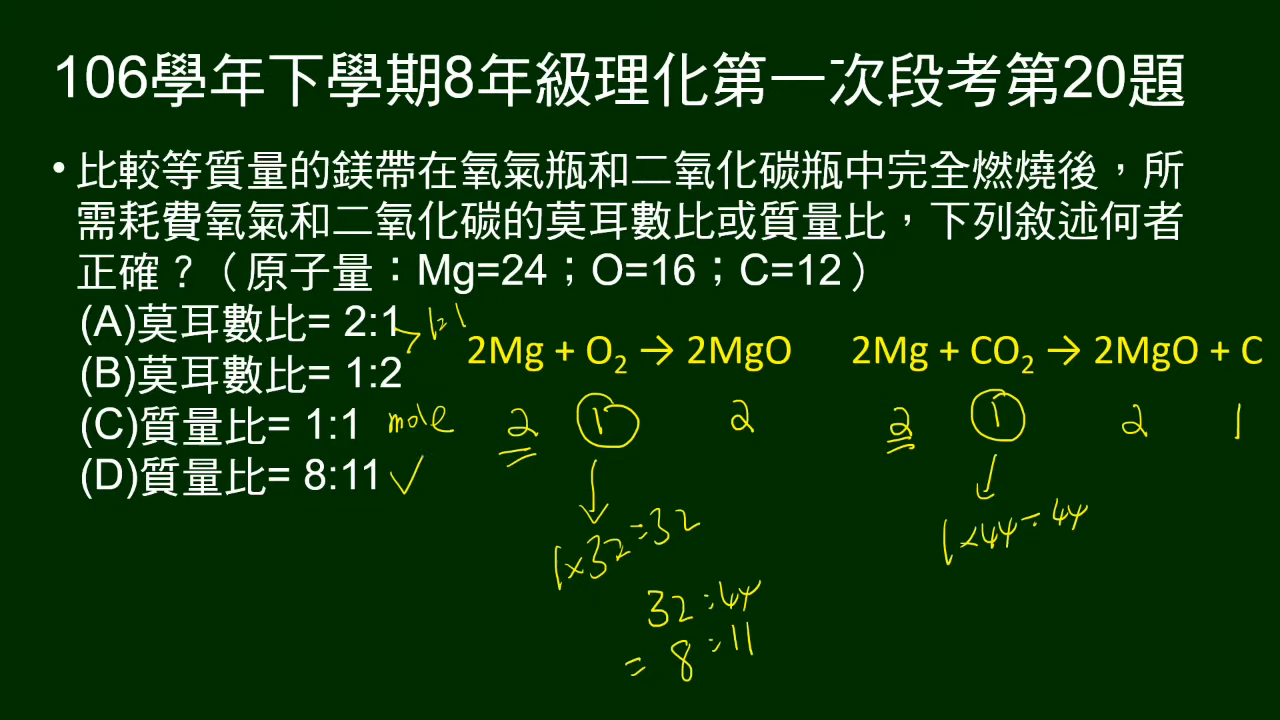 106學年下學期8年級理化第一次段考第20題
• 比較等質量的鎂帶在氧氣瓶和二氧化碳瓶中完全燃燒後，所
需耗費氧氣和二氧化碳的莫耳數比或質量比，下列敘述何者
正確？（原子量：Mg=24；O=16；C=12）
(A)莫耳數比= 2:1
1:1
(B)莫耳數比= 1:2
2Mg + O₂ → 2MgO
2Mg + CO₂ → 2MgO + C
(C)質量比= 1:1
mole 2 1 2
2 1 2 1
(D)質量比= 8:11 ✓
1×32=32
1×44=44
32:44
= 8:11